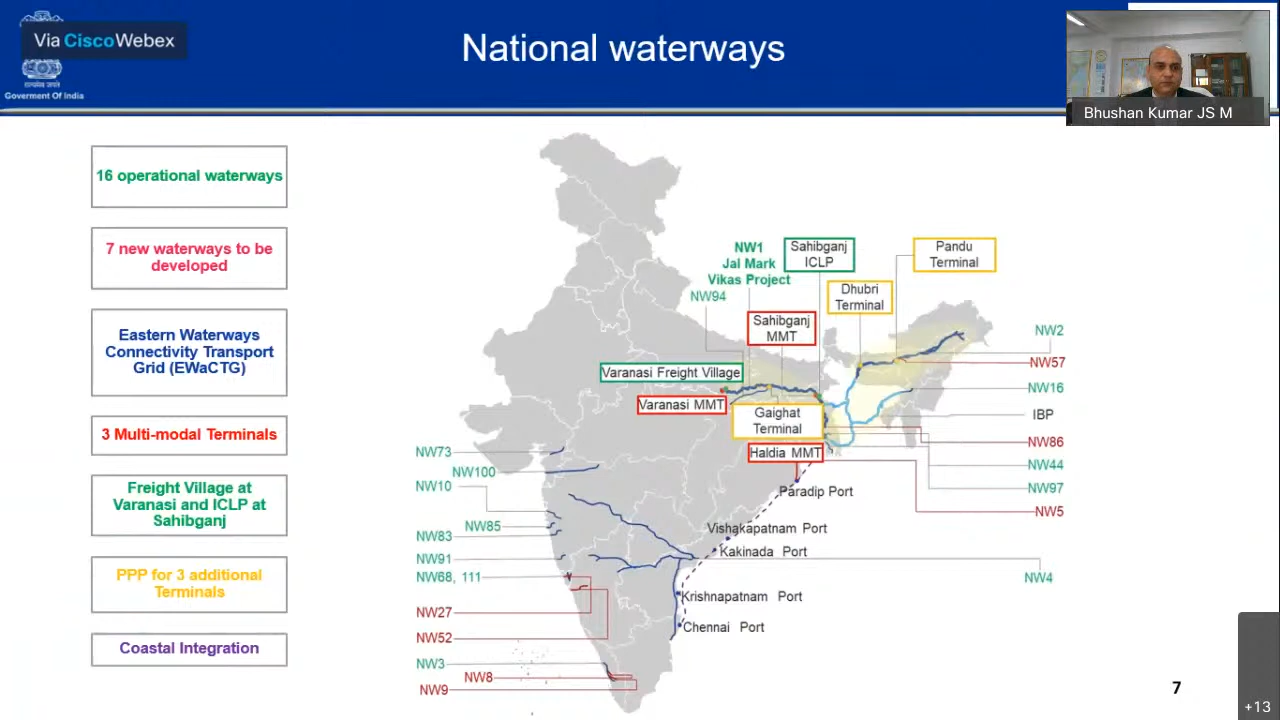 Via CiscoWebex
Goverment Of India
National waterways
Bhushan Kumar JS M
16 operational waterways
7 new waterways to be
developed
Eastern Waterways
Connectivity Transport
Grid (EWaCTG)
3 Multi-modal Terminals
Freight Village at
Varanasi and ICLP at
Sahibganj
PPP for 3 additional
Terminals
Coastal Integration
NW1
Jal Mark
Vikas Project
NW94
Sahibganj
ICLP
Pandu
Terminal
Dhubri
Terminal
Sahibganj
MMT
Varanasi Freight Village
Varanasi MMT
Gaighat
Terminal
Haldia MMT
NW2
NW57
NW16
IBP
NW86
NW44
NW97
NW5
NW73
NW100
NW10
NW85
NW83
NW91
NW68, 111
NW27
NW52
NW3
NW8
NW9
Paradip Port
Vishakapatnam Port
Kakinada Port
NW4
Krishnapatnam Port
Chennai Port
7
+13